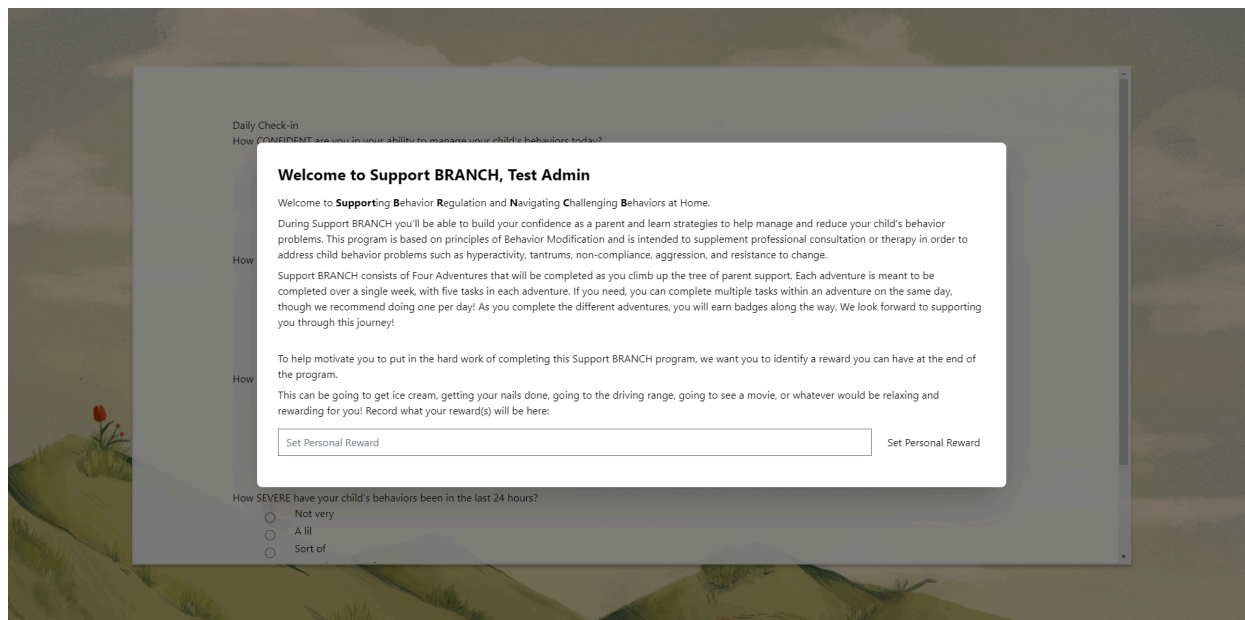 Daily Check-in
How CONFIDENT are you in your ability to manage your child's behaviors today?
Welcome to Support BRANCH, Test Admin
Welcome to Supporting Behavior Regulation and Navigating Challenging Behaviors at Home.
During Support BRANCH you'll be able to build your confidence as a parent and learn strategies to help manage and reduce your child's behavior
problems. This program is based on principles of Behavior Modification and is intended to supplement professional consultation or therapy in order to
address child behavior problems such as hyperactivity, tantrums, non-compliance, aggression, and resistance to change.
How
Support BRANCH consists of Four Adventures that will be completed as you climb up the tree of parent support. Each adventure is meant to be
completed over a single week, with five tasks in each adventure. If you need, you can complete multiple tasks within an adventure on the same day,
though we recommend doing one per day! As you complete the different adventures, you will earn badges along the way. We look forward to supporting
you through this journey!
To help motivate you to put in the hard work of completing this Support BRANCH program, we want you to identify a reward you can have at the end of
the program.
How
This can be going to get ice cream, getting your nails done, going to the driving range, going to see a movie, or whatever would be relaxing and
rewarding for you! Record what your reward(s) will be here:
Set Personal Reward
Set Personal Reward
How SEVERE have your child's behaviors been in the last 24 hours?
Not very
A lil
Sort of